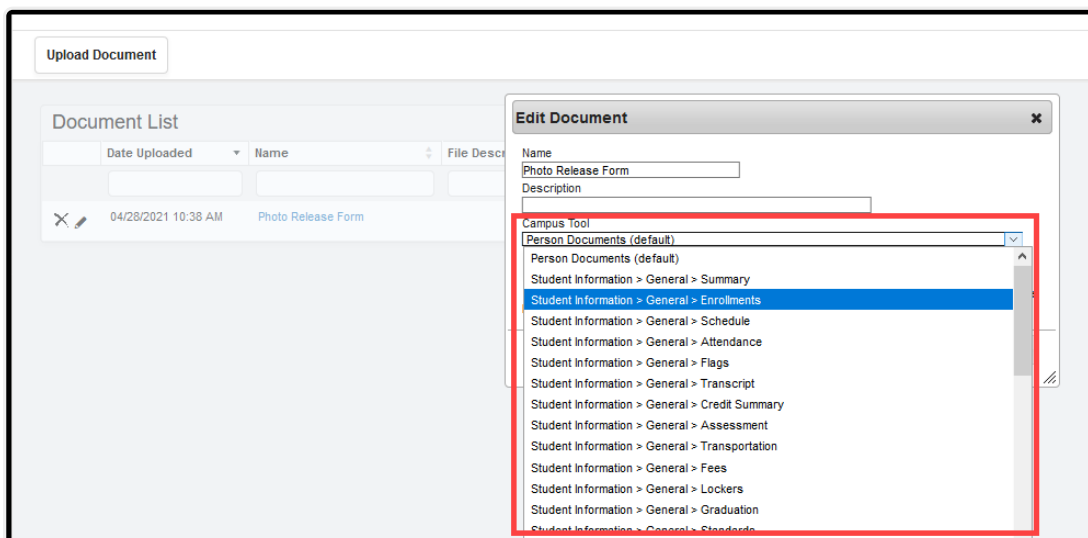 Upload Document
Document List
Date Uploaded Name File Descr
04/28/2021 10:38 AM Photo Release Form
Edit Document
Name
Photo Release Form
Description
Campus Tool
Person Documents (default)
Person Documents (default)
Student Information > General > Summary
Student Information > General > Enrollments
Student Information > General > Schedule
Student Information > General > Attendance
Student Information > General > Flags
Student Information > General > Transcript
Student Information > General > Credit Summary
Student Information > General > Assessment
Student Information > General > Transportation
Student Information > General > Fees
Student Information > General > Lockers
Student Information > General > Graduation
Student Information > General > Standards